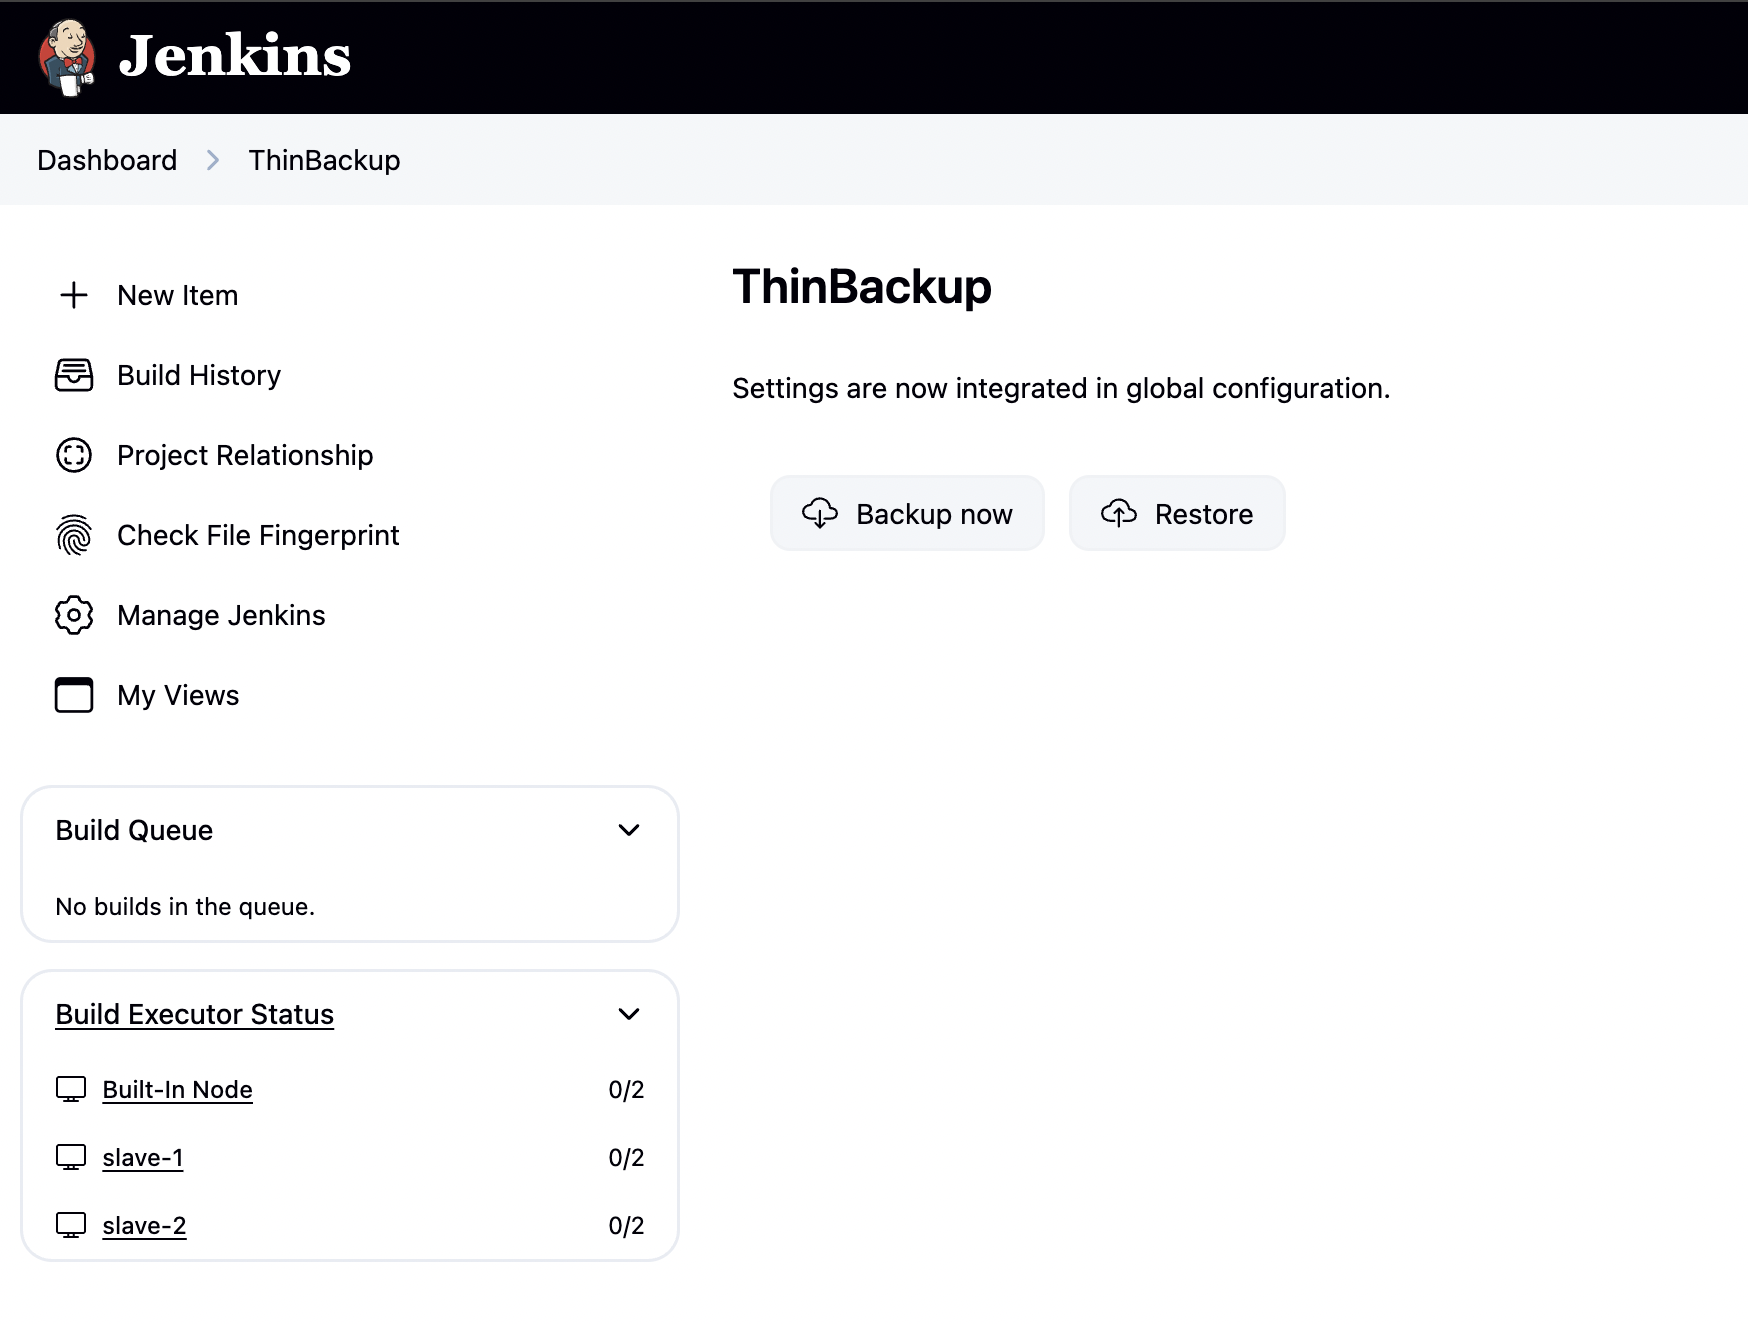 Jenkins
Dashboard
ThinBackup
New Item
Build History
Project Relationship
Check File Fingerprint
Manage Jenkins
My Views
Build Queue
No builds in the queue.
Build Executor Status
Built-In Node 0/2
slave-1 0/2
slave-2 0/2
ThinBackup
Settings are now integrated in global configuration.
Backup now
Restore